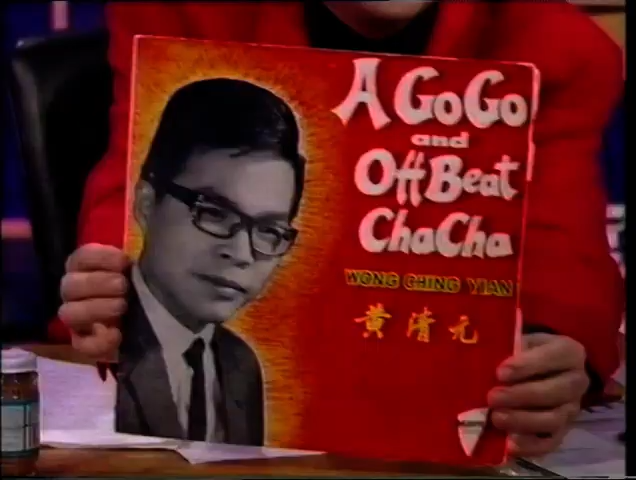 A GoGo
and
OffBeat
ChaCha
WONG CHING YIAN
黄清元